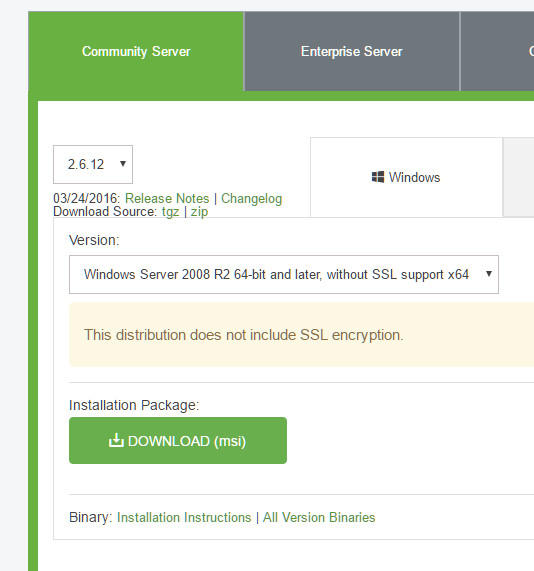 Community Server
Enterprise Server
2.6.12
Windows
03/24/2016: Release Notes | Changelog
Download Source: tgz | zip
Version:
Windows Server 2008 R2 64-bit and later, without SSL support x64
This distribution does not include SSL encryption.
Installation Package:
DOWNLOAD (msi)
Binary: Installation Instructions | All Version Binaries